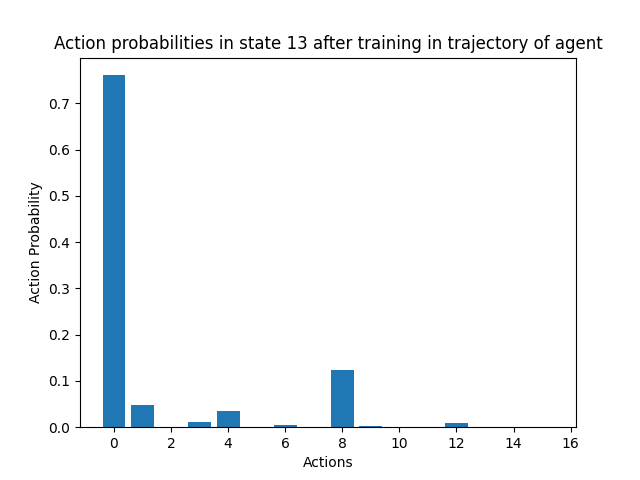 Action probabilities in state 13 after training in trajectory of agent
0.7
0.6
0.5
0.4
0.3
0.2
0.1
0.0
Action Probability
0 2 4 6 8 10 12 14 16
Actions